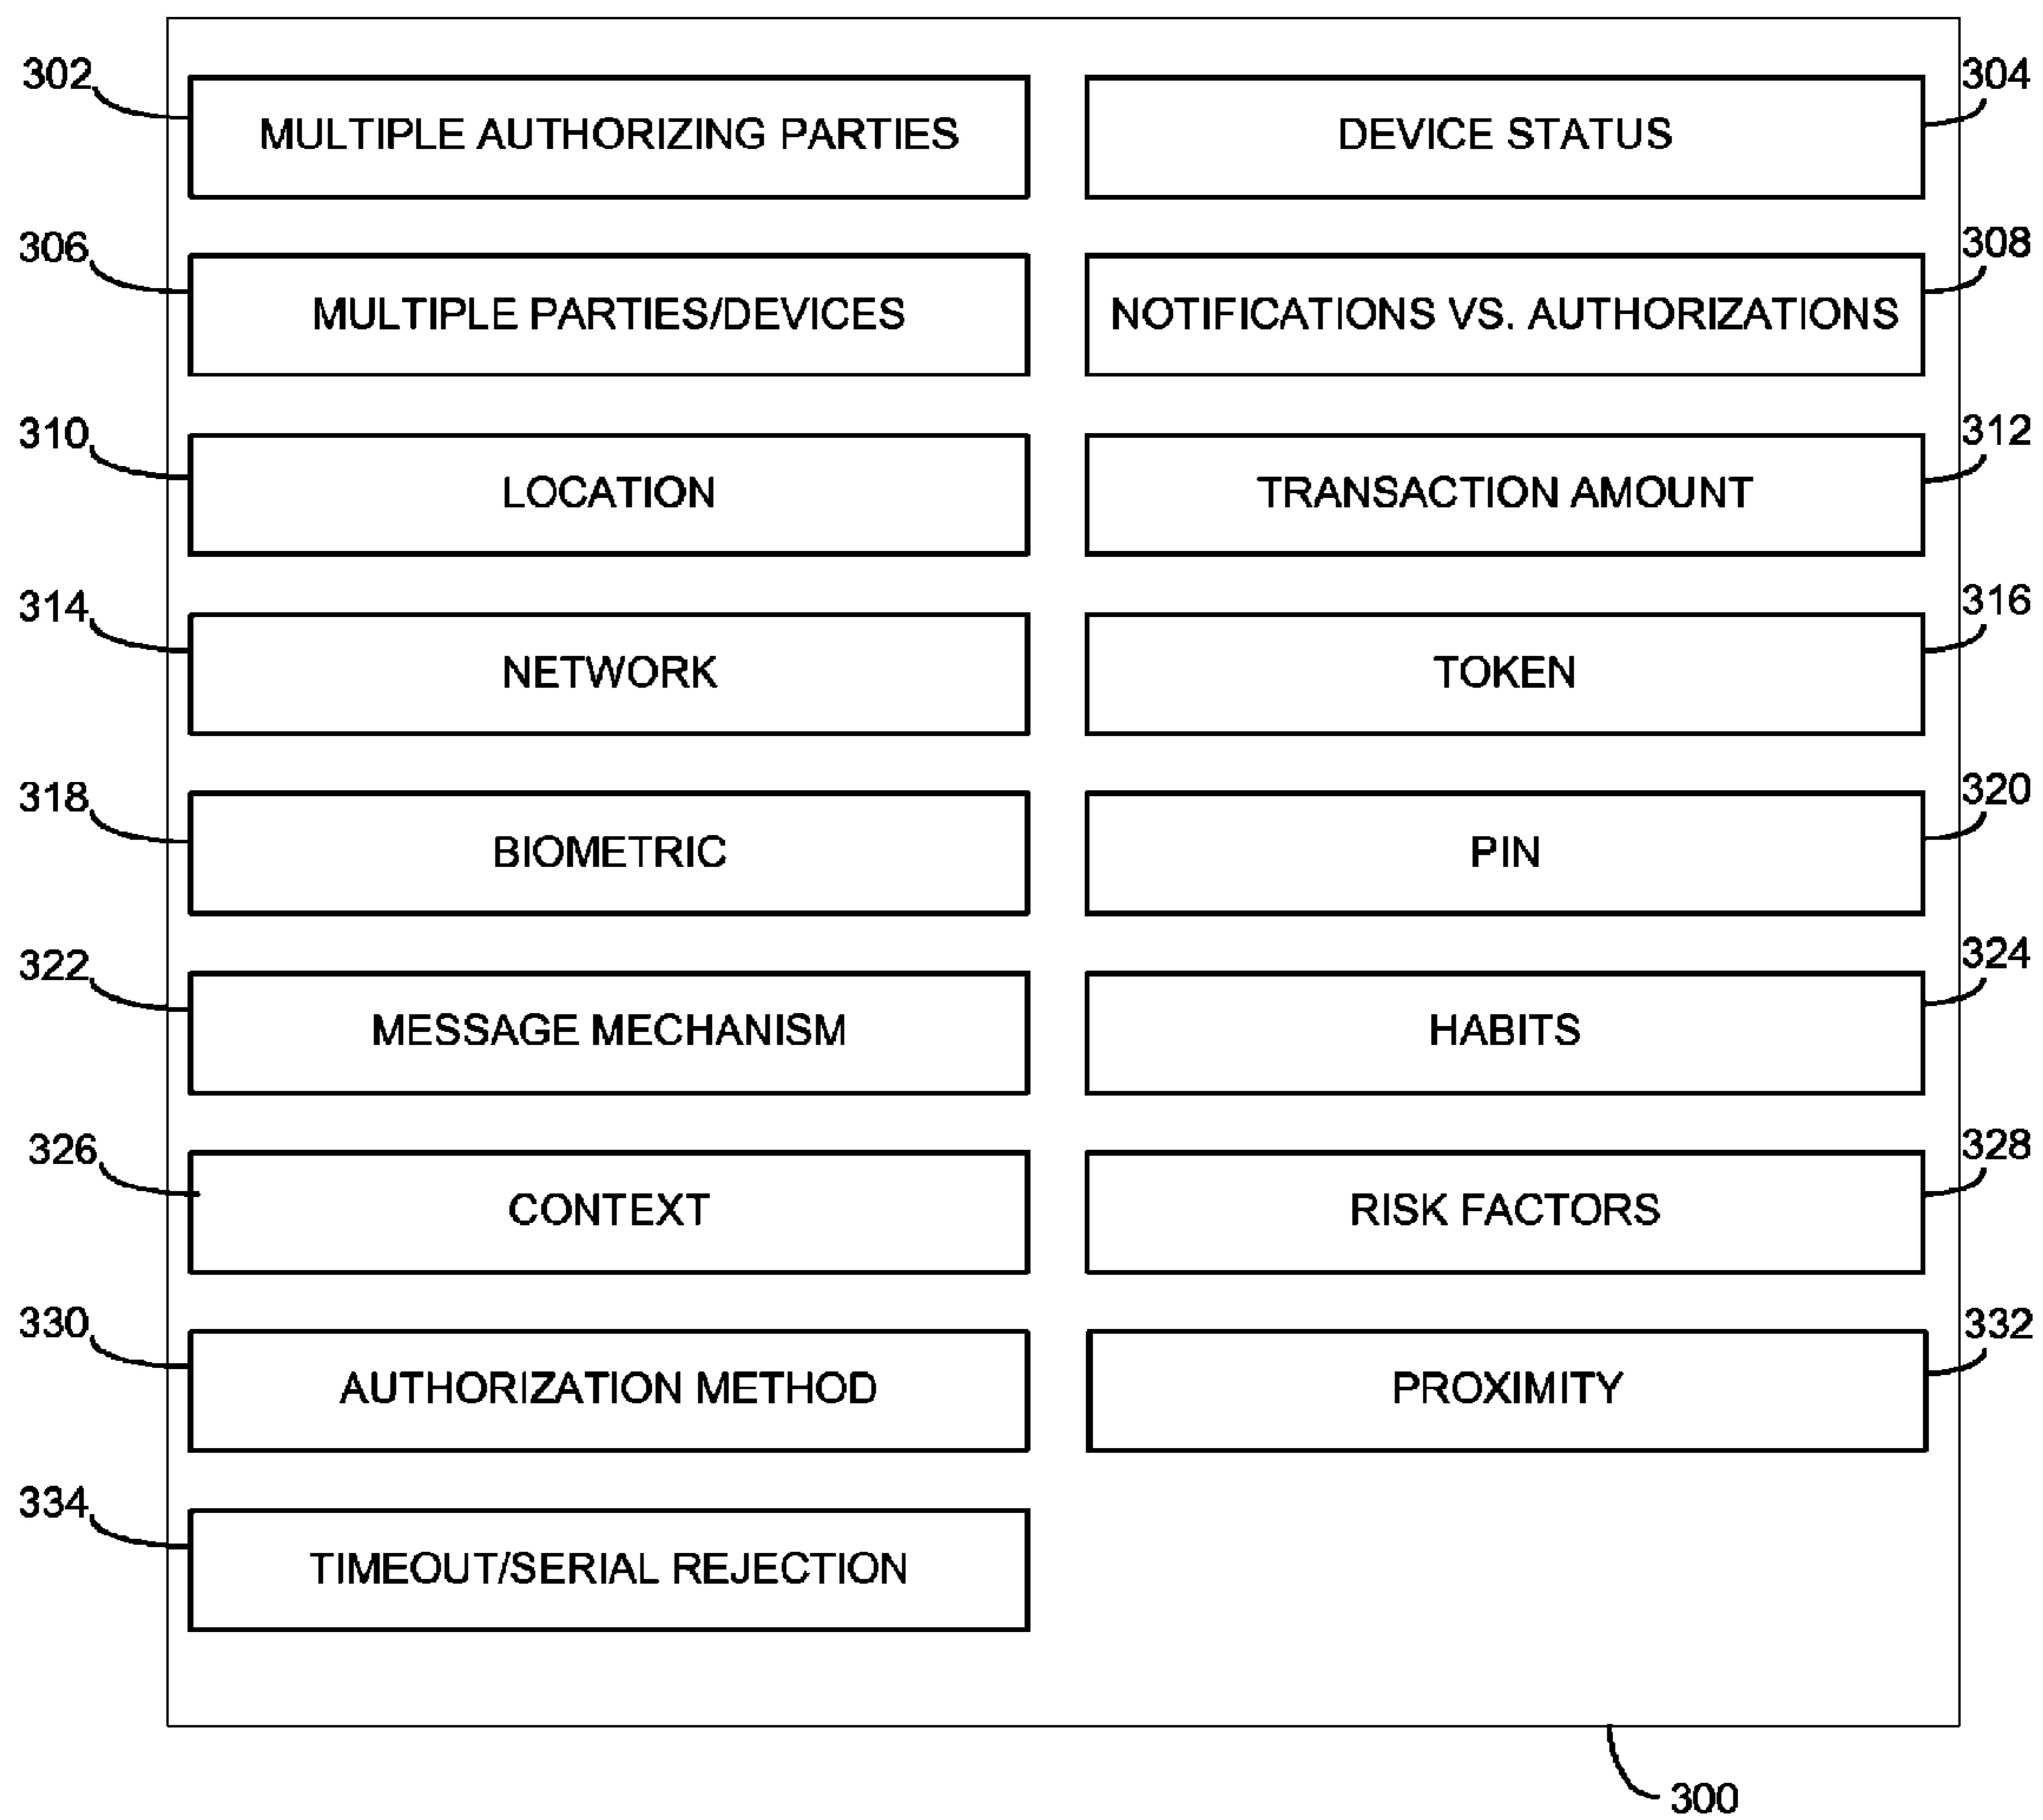 302 MULTIPLE AUTHORIZING PARTIES DEVICE STATUS 304
306 MULTIPLE PARTIES/DEVICES NOTIFICATIONS VS. AUTHORIZATIONS 308
310 LOCATION TRANSACTION AMOUNT 312
314 NETWORK TOKEN 316
318 BIOMETRIC PIN 320
322 MESSAGE MECHANISM HABITS 324
326 CONTEXT RISK FACTORS 328
330 AUTHORIZATION METHOD PROXIMITY 332
334 TIMEOUT/SERIAL REJECTION
300